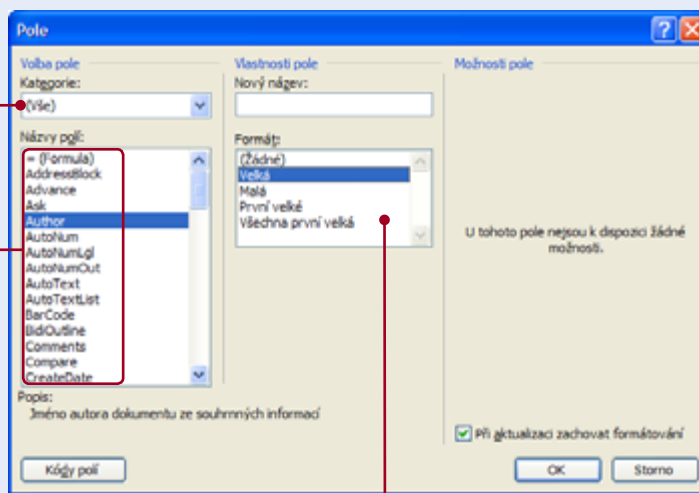 Pole
Volba pole
Kategorie:
(Vše)
Názvy polí:
= (Formula)
AddressBlock
Advance
Ask
Author
AutoNum
AutoNumLgl
AutoNumOut
AutoText
AutoTextList
BarCode
BidiOutline
Comments
Compare
CreateDate
Vlastnosti pole
Nový název:
Formát:
(Žádné)
Velká
Malá
První velké
Všechna první velká
Možnosti pole
U tohoto pole nejsou k dispozici žádné
možnosti.
Popis:
Jméno autora dokumentu ze souhrnných informací
Při aktualizaci zachovat formátování
Kódy polí
OK
Storno